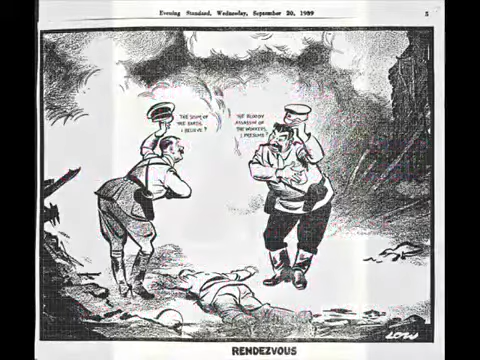 Evening Standard, Wednesday, September 20, 1939
5
THE SCUM OF
THE EARTH,
I BELIEVE?
THE BLOODY
ASSASSIN OF
THE WORKERS,
I PRESUME?
LOW
RENDEZVOUS